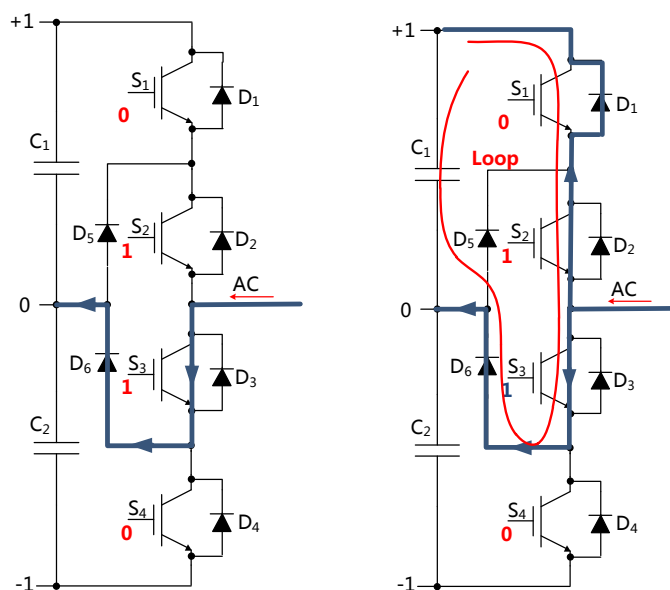 +1
S1
D1
0
C1
S2
D5
D2
1
0
AC
D6
S3
D3
1
C2
S4
D4
0
-1
+1
S1
D1
0
C1
Loop
S2
D5
D2
1
AC
0
D6
S3
D3
1
C2
S4
D4
0
-1